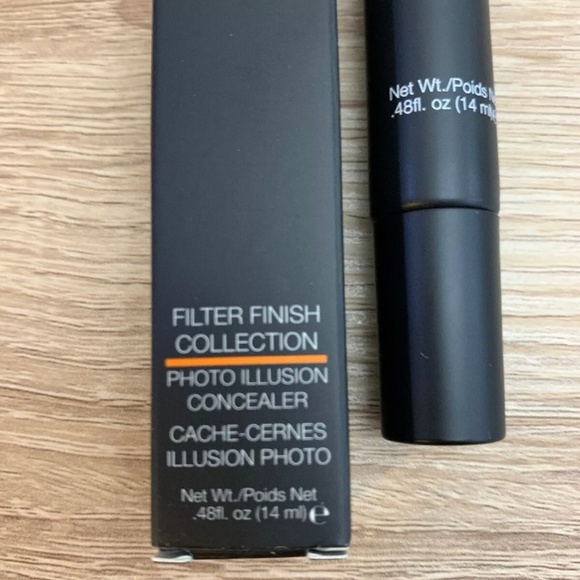 FILTER FINISH
COLLECTION
PHOTO ILLUSION
CONCEALER
CACHE-CERNES
ILLUSION PHOTO
Net Wt./Poids Net
.48fl. oz (14 ml) ℮
Net Wt./Poids
.48fl. oz (14 ml)